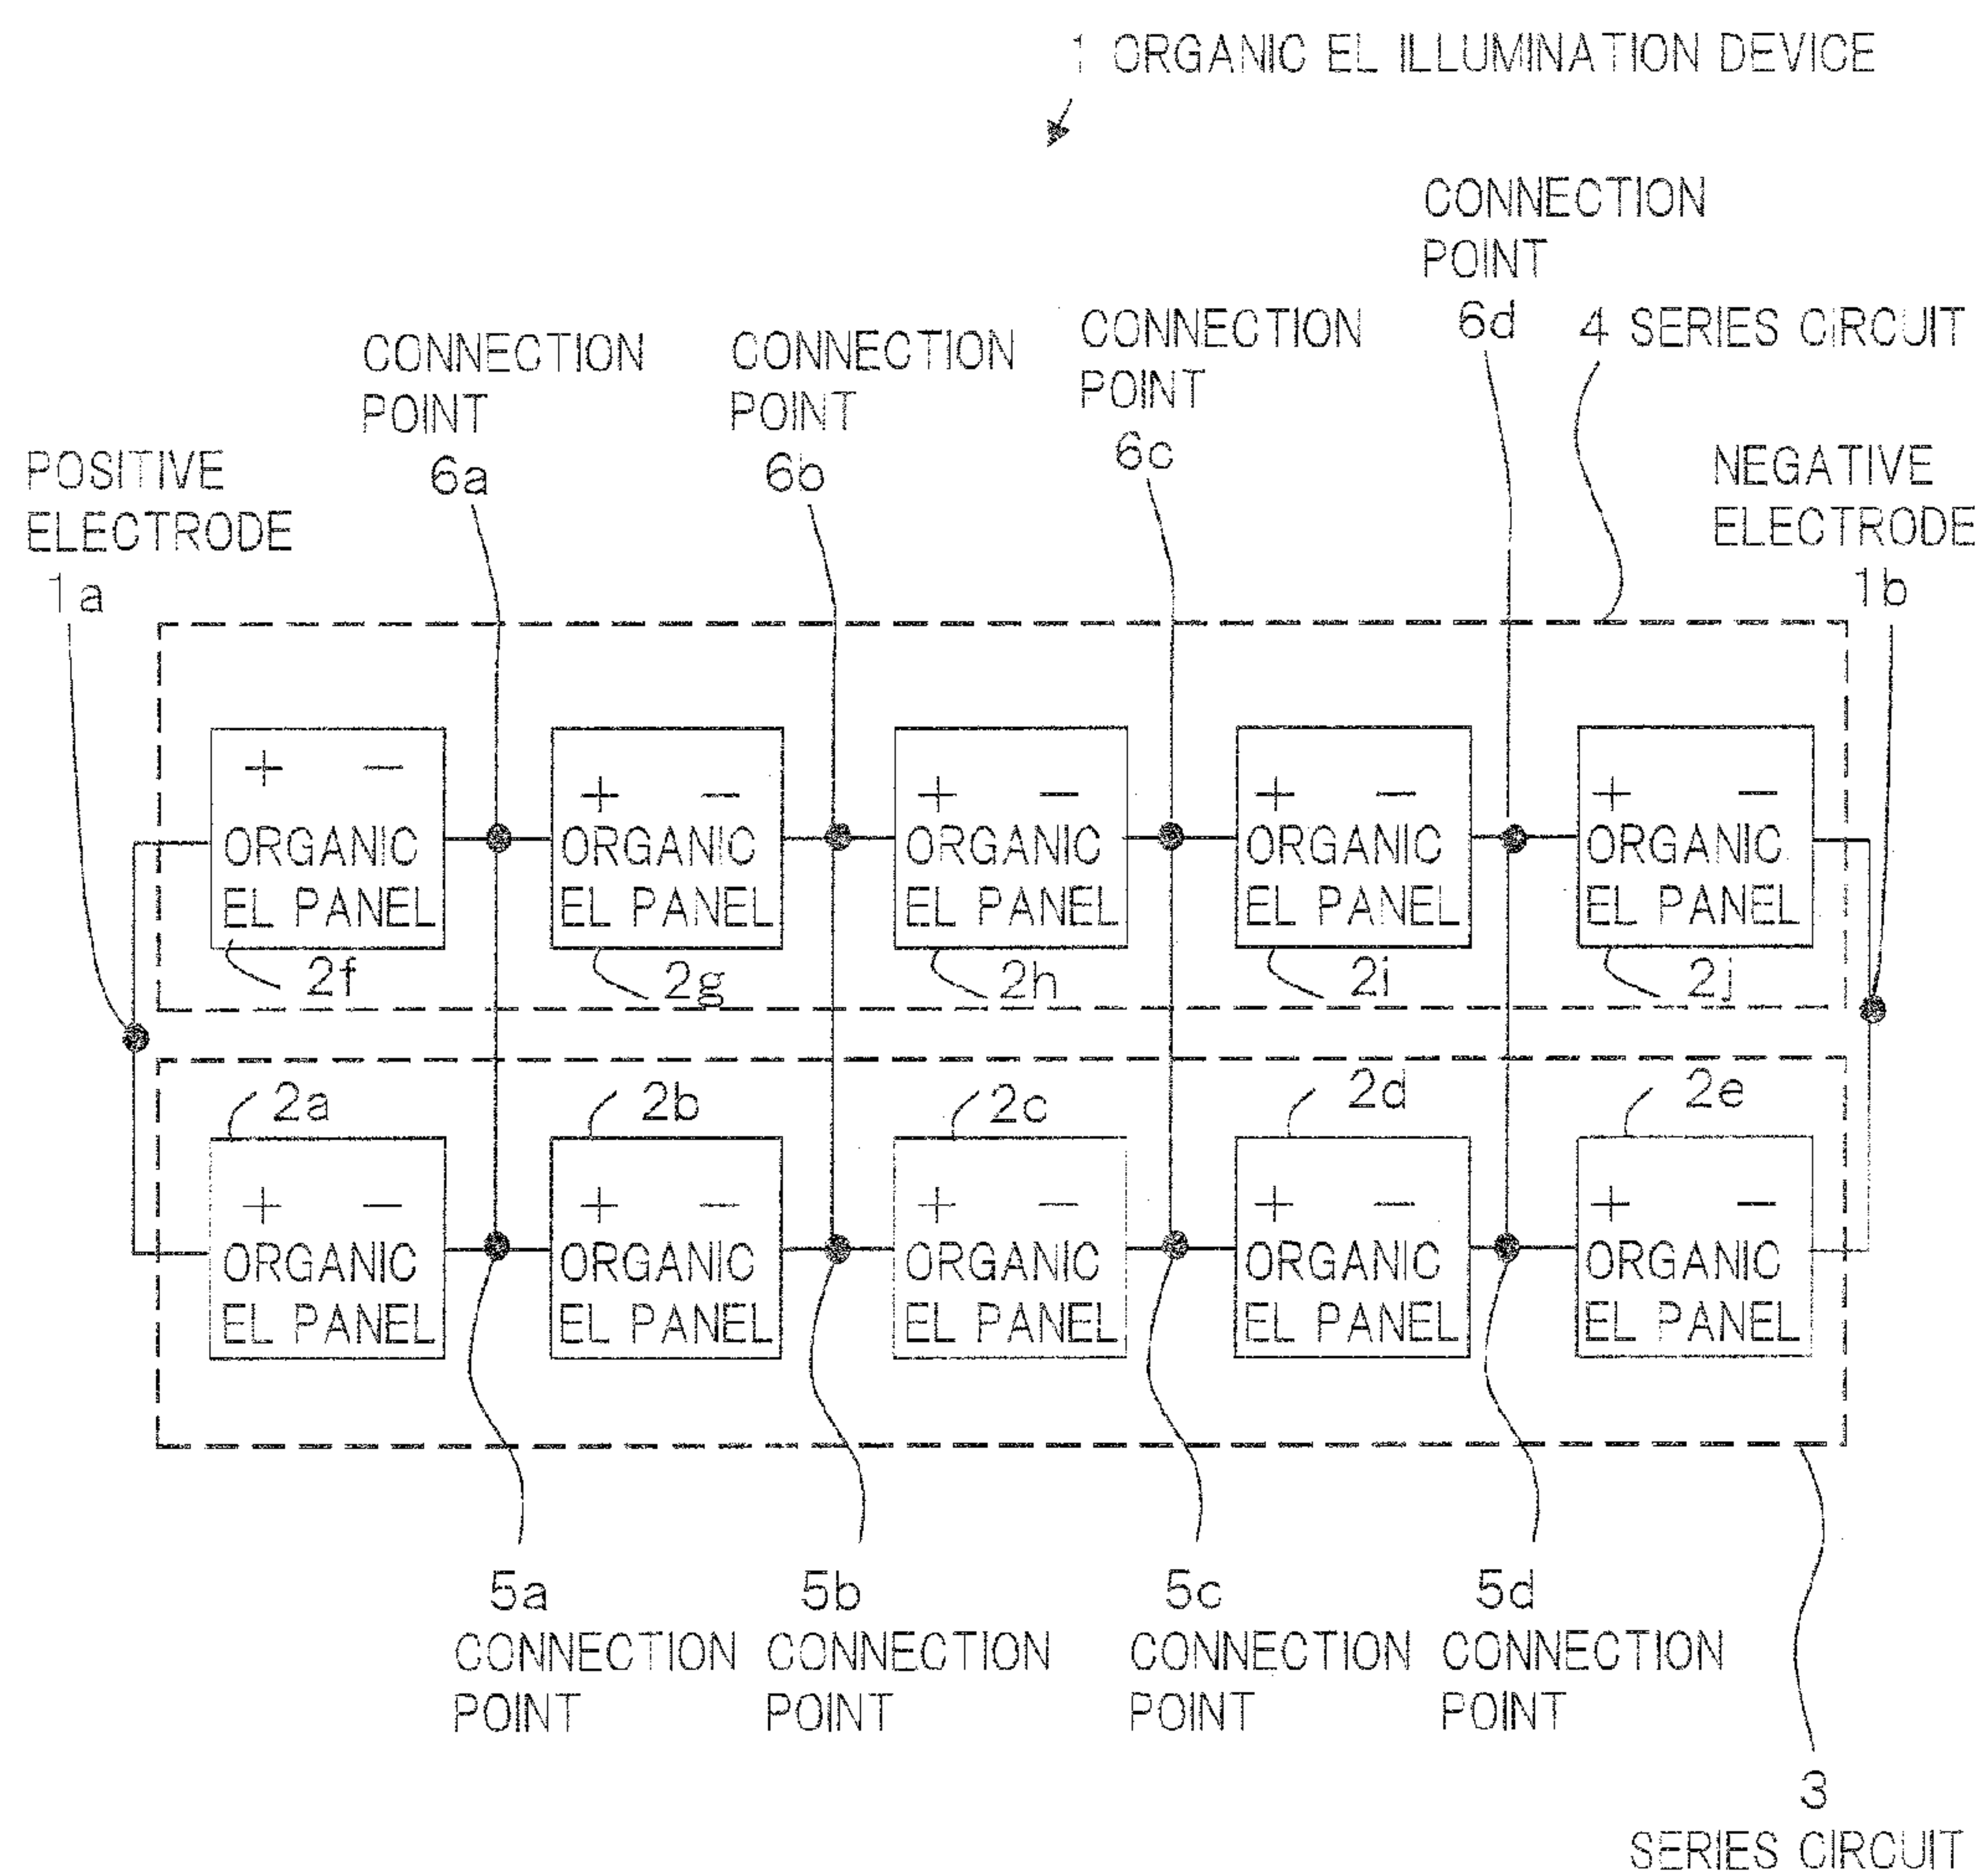 1 ORGANIC EL ILLUMINATION DEVICE
CONNECTION
POINT
6d
4 SERIES CIRCUIT
CONNECTION
POINT
6c
CONNECTION
POINT
6b
CONNECTION
POINT
6a
POSITIVE
ELECTRODE
1a
NEGATIVE
ELECTRODE
1b
+ −
ORGANIC
EL PANEL
2f
+ −
ORGANIC
EL PANEL
2g
+ −
ORGANIC
EL PANEL
2h
+ −
ORGANIC
EL PANEL
2i
+ −
ORGANIC
EL PANEL
2j
2a
+ −
ORGANIC
EL PANEL
2b
+ −
ORGANIC
EL PANEL
2c
+ −
ORGANIC
EL PANEL
2d
+ −
ORGANIC
EL PANEL
2e
+ −
ORGANIC
EL PANEL
5a
CONNECTION
POINT
5b
CONNECTION
POINT
5c
CONNECTION
POINT
5d
CONNECTION
POINT
3
SERIES CIRCUIT